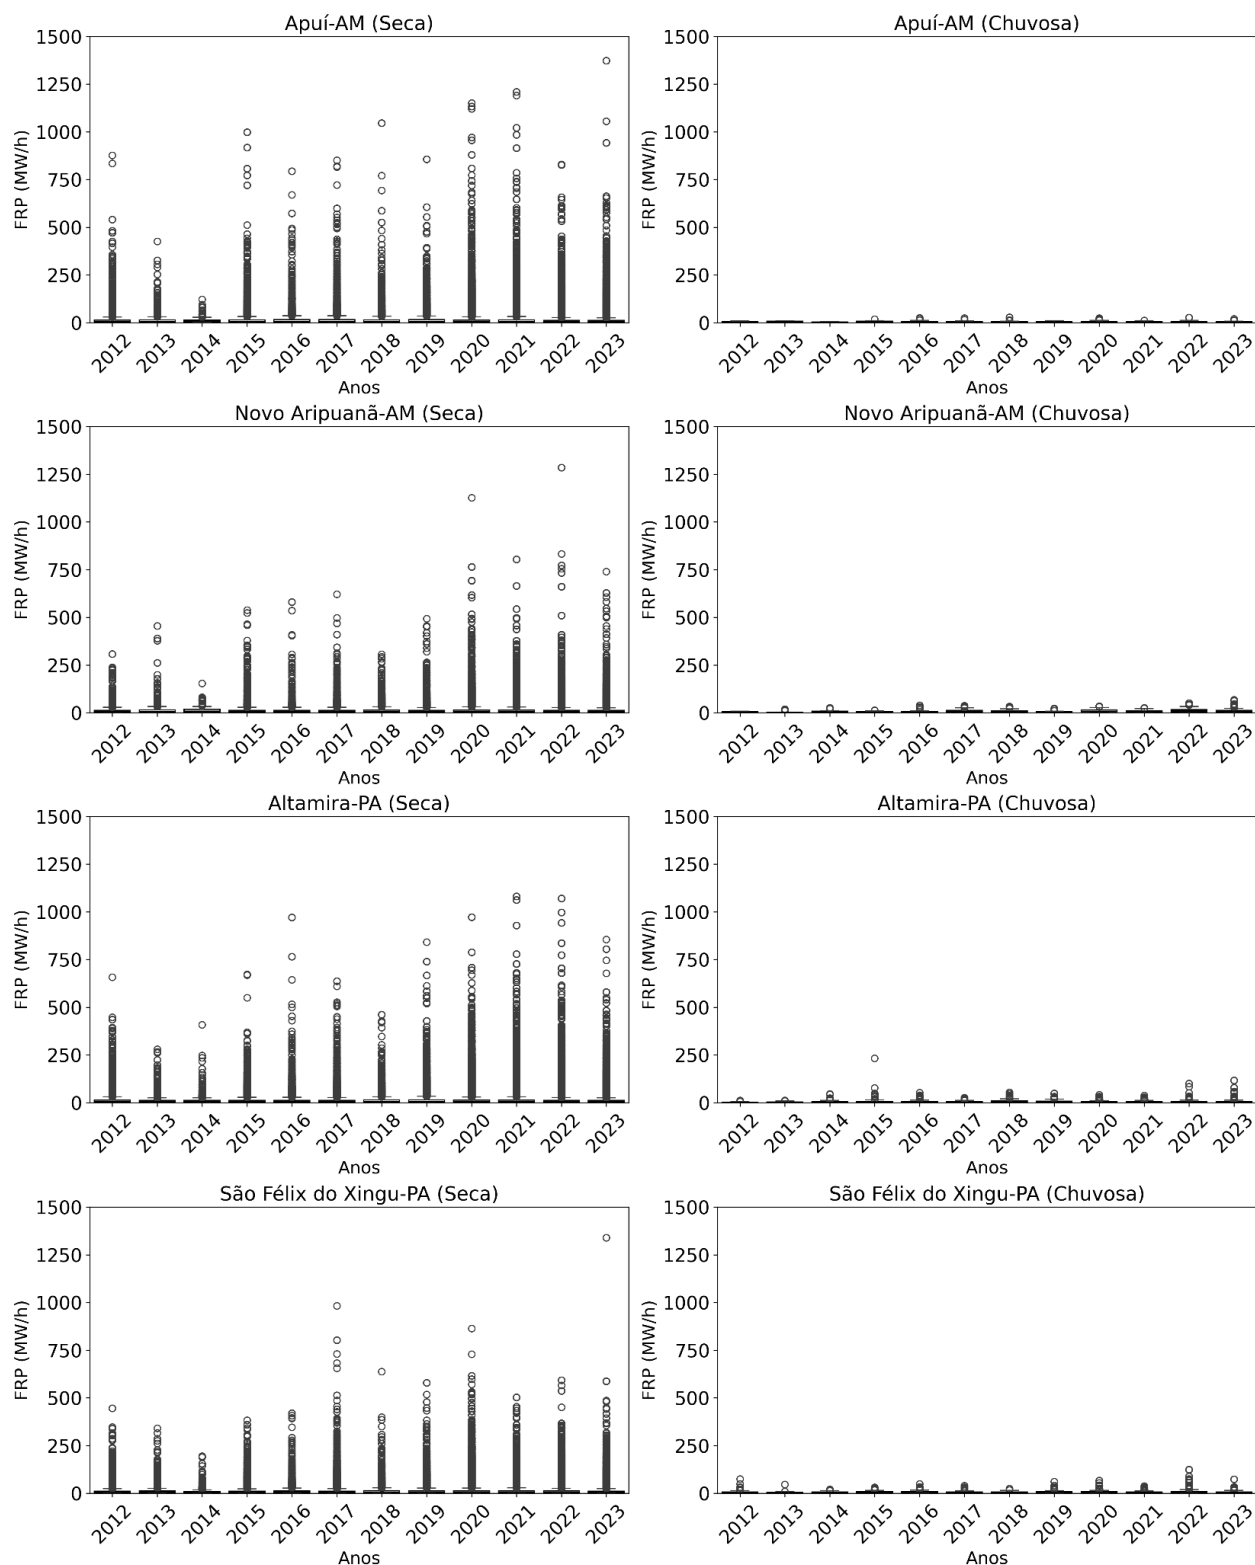 Apuí-AM (Seca)
FRP (MW/h)
1500
1250
1000
750
500
250
0
2012 2013 2014 2015 2016 2017 2018 2019 2020 2021 2022 2023
Anos
Apuí-AM (Chuvosa)
FRP (MW/h)
1500
1250
1000
750
500
250
0
2012 2013 2014 2015 2016 2017 2018 2019 2020 2021 2022 2023
Anos
Novo Aripuanã-AM (Seca)
FRP (MW/h)
1500
1250
1000
750
500
250
0
2012 2013 2014 2015 2016 2017 2018 2019 2020 2021 2022 2023
Anos
Novo Aripuanã-AM (Chuvosa)
FRP (MW/h)
1500
1250
1000
750
500
250
0
2012 2013 2014 2015 2016 2017 2018 2019 2020 2021 2022 2023
Anos
Altamira-PA (Seca)
FRP (MW/h)
1500
1250
1000
750
500
250
0
2012 2013 2014 2015 2016 2017 2018 2019 2020 2021 2022 2023
Anos
Altamira-PA (Chuvosa)
FRP (MW/h)
1500
1250
1000
750
500
250
0
2012 2013 2014 2015 2016 2017 2018 2019 2020 2021 2022 2023
Anos
São Félix do Xingu-PA (Seca)
FRP (MW/h)
1500
1250
1000
750
500
250
0
2012 2013 2014 2015 2016 2017 2018 2019 2020 2021 2022 2023
Anos
São Félix do Xingu-PA (Chuvosa)
FRP (MW/h)
1500
1250
1000
750
500
250
0
2012 2013 2014 2015 2016 2017 2018 2019 2020 2021 2022 2023
Anos